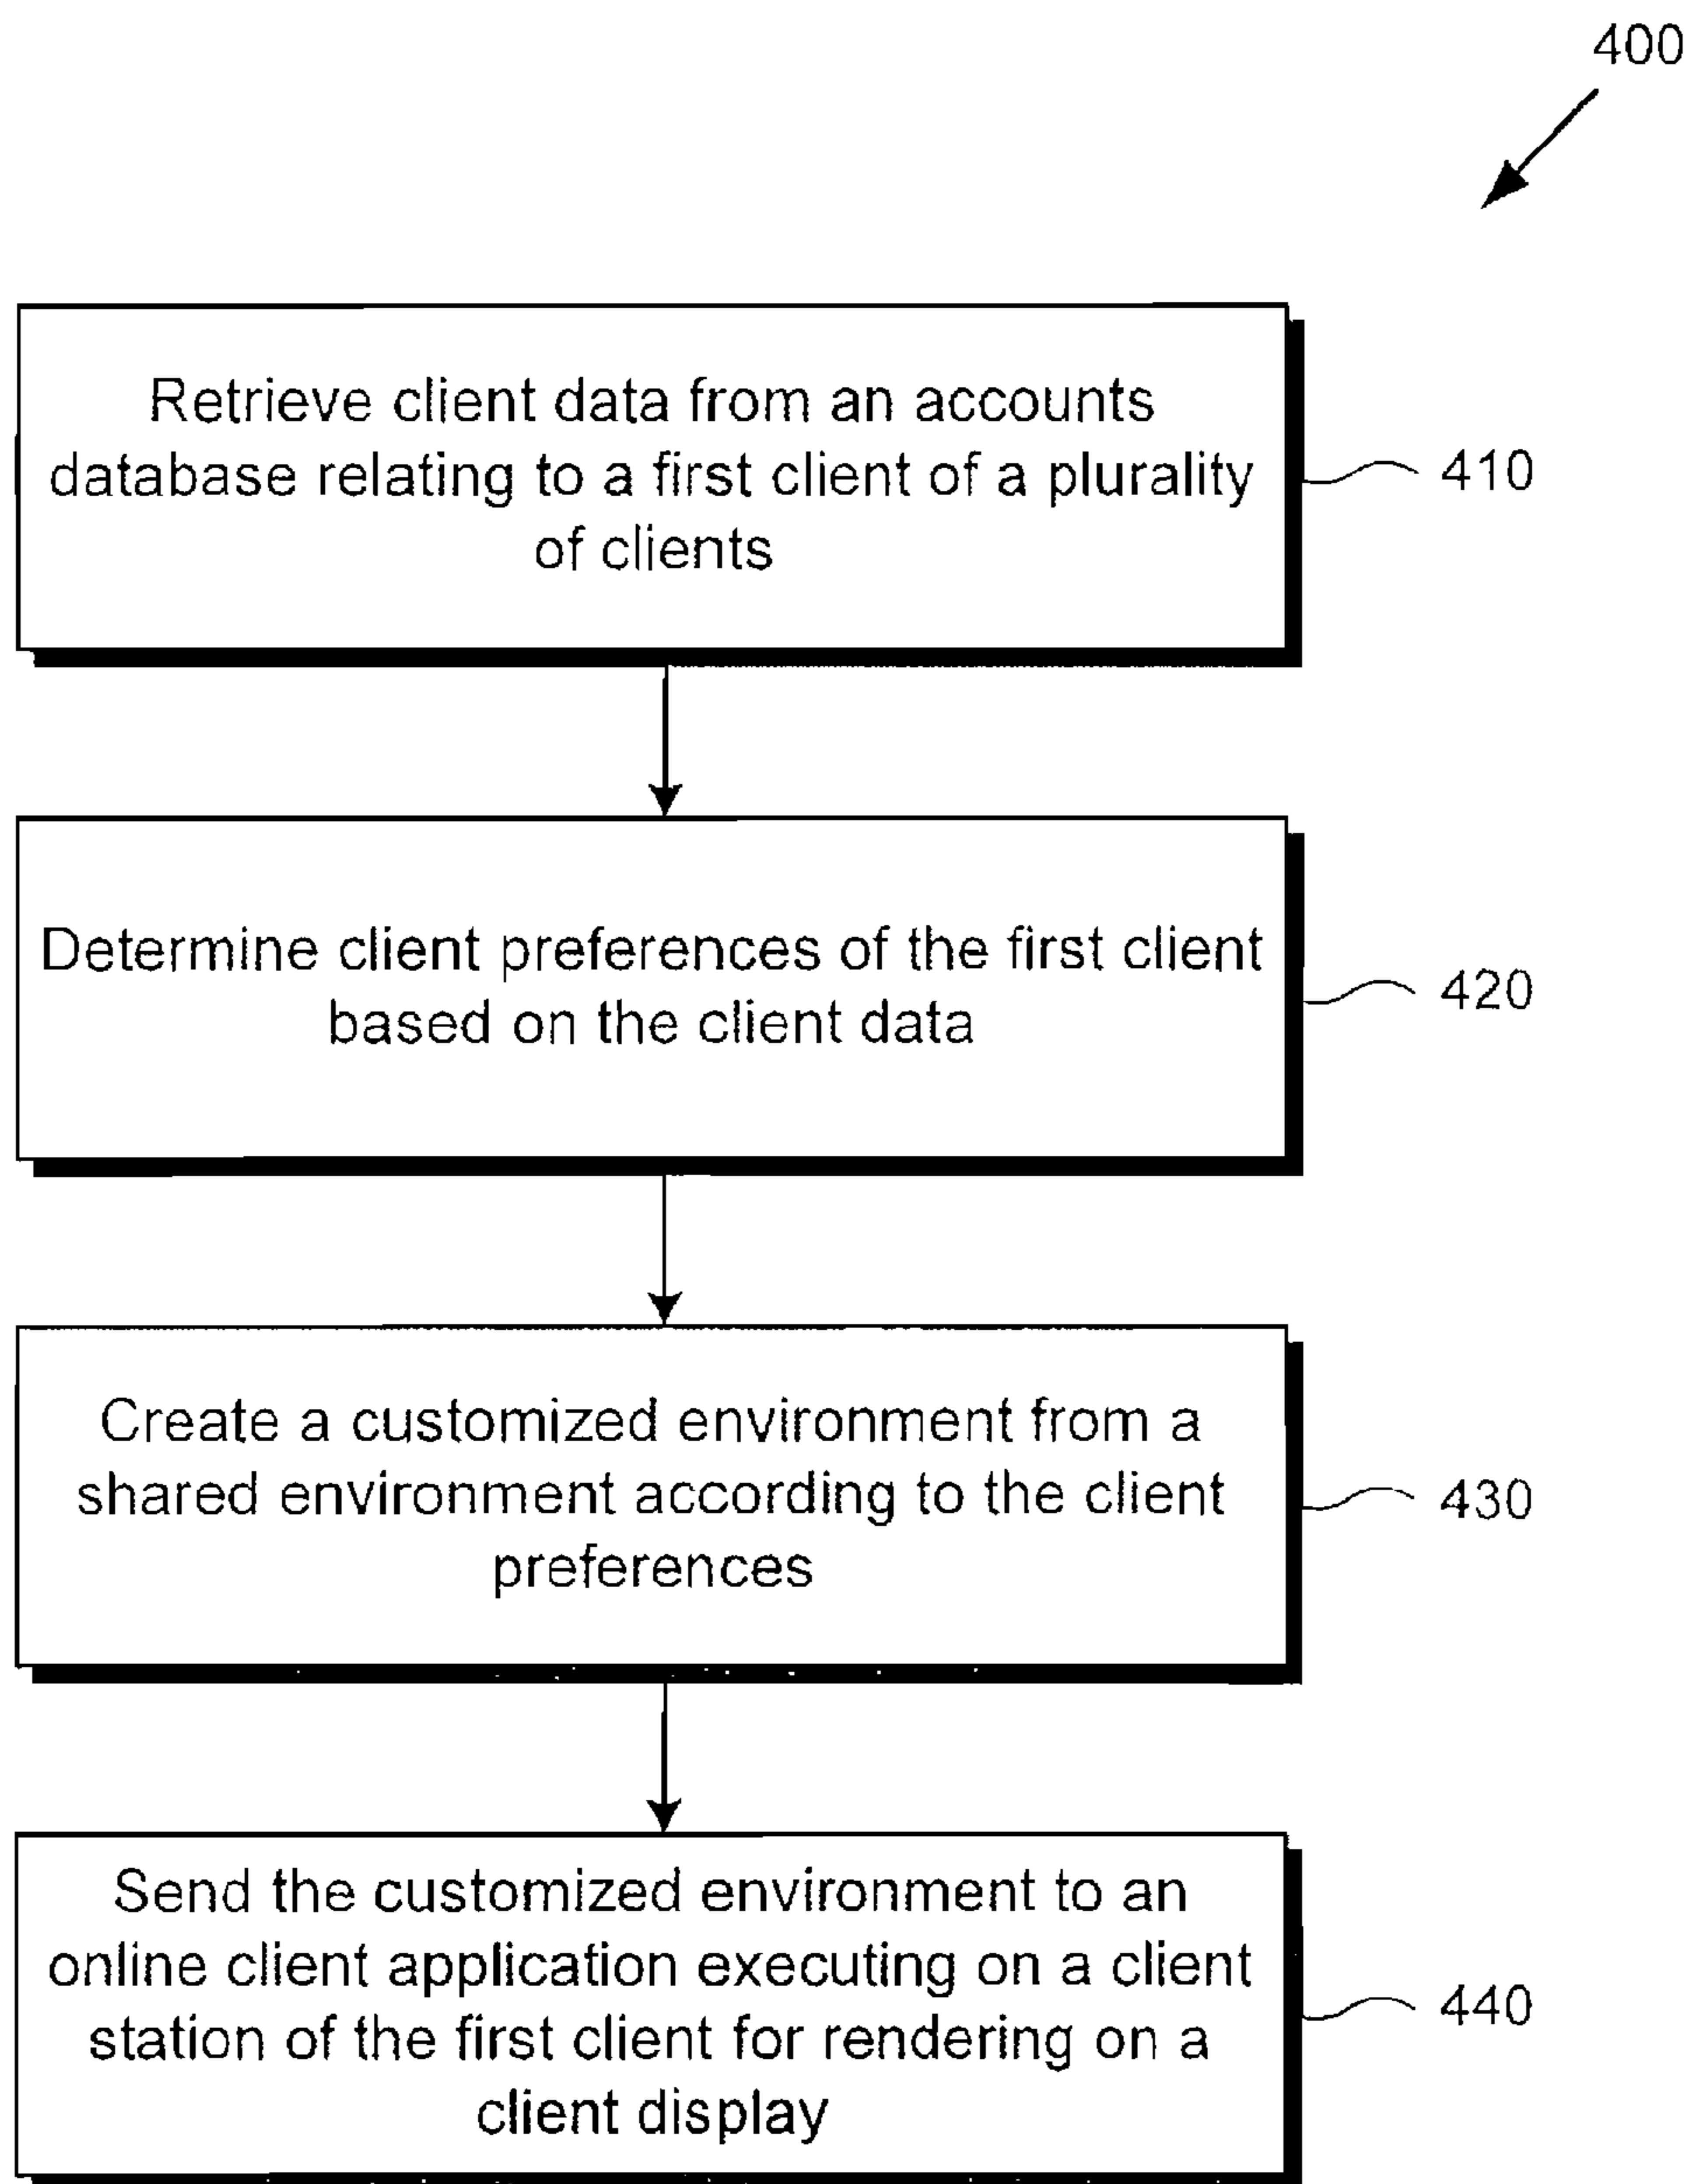 400
Retrieve client data from an accounts
database relating to a first client of a plurality
of clients
410
Determine client preferences of the first client
based on the client data
420
Create a customized environment from a
shared environment according to the client
preferences
430
Send the customized environment to an
online client application executing on a client
station of the first client for rendering on a
client display
440